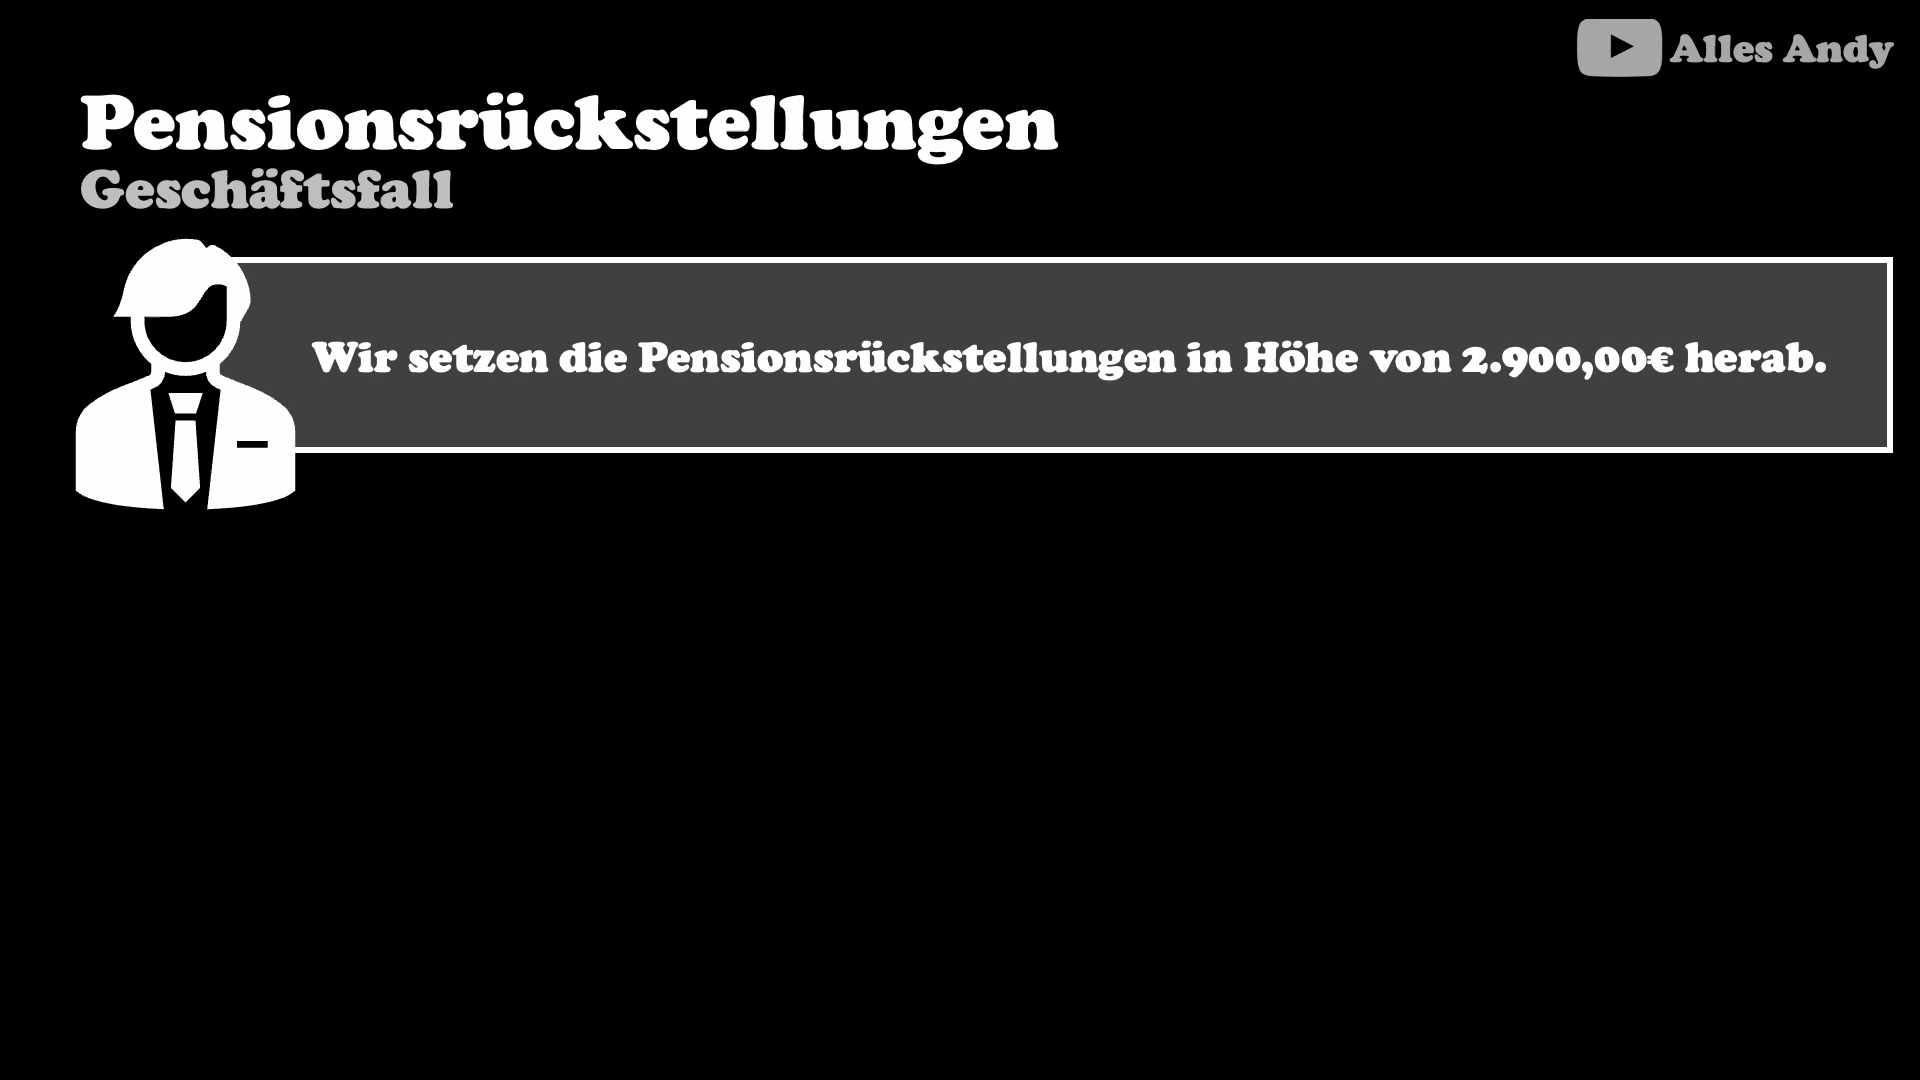 Alles Andy
Pensionsrückstellungen
Geschäftsfall
Wir setzen die Pensionsrückstellungen in Höhe von 2.900,00€ herab.